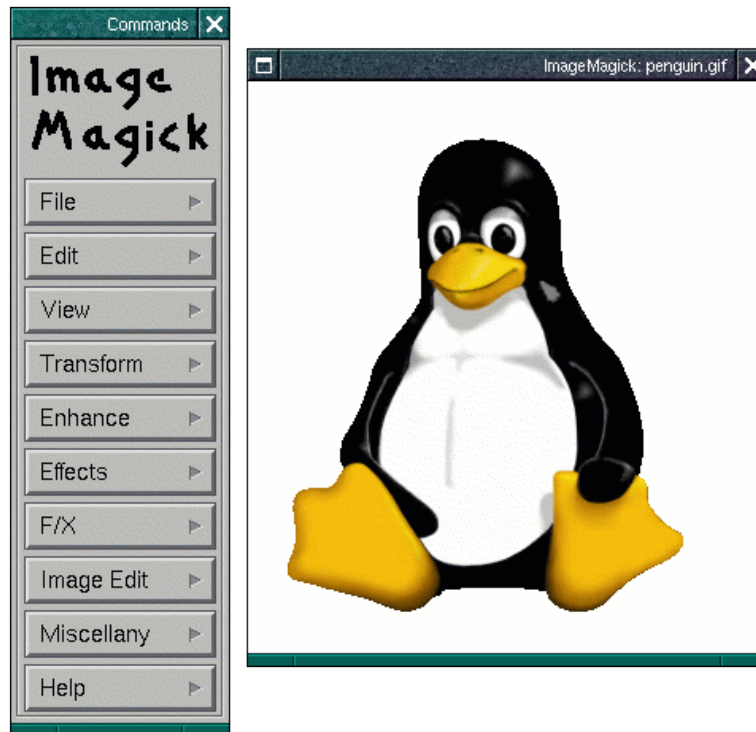 Commands
Image
Magick
File
Edit
View
Transform
Enhance
Effects
F/X
Image Edit
Miscellany
Help
ImageMagick: penguin.gif